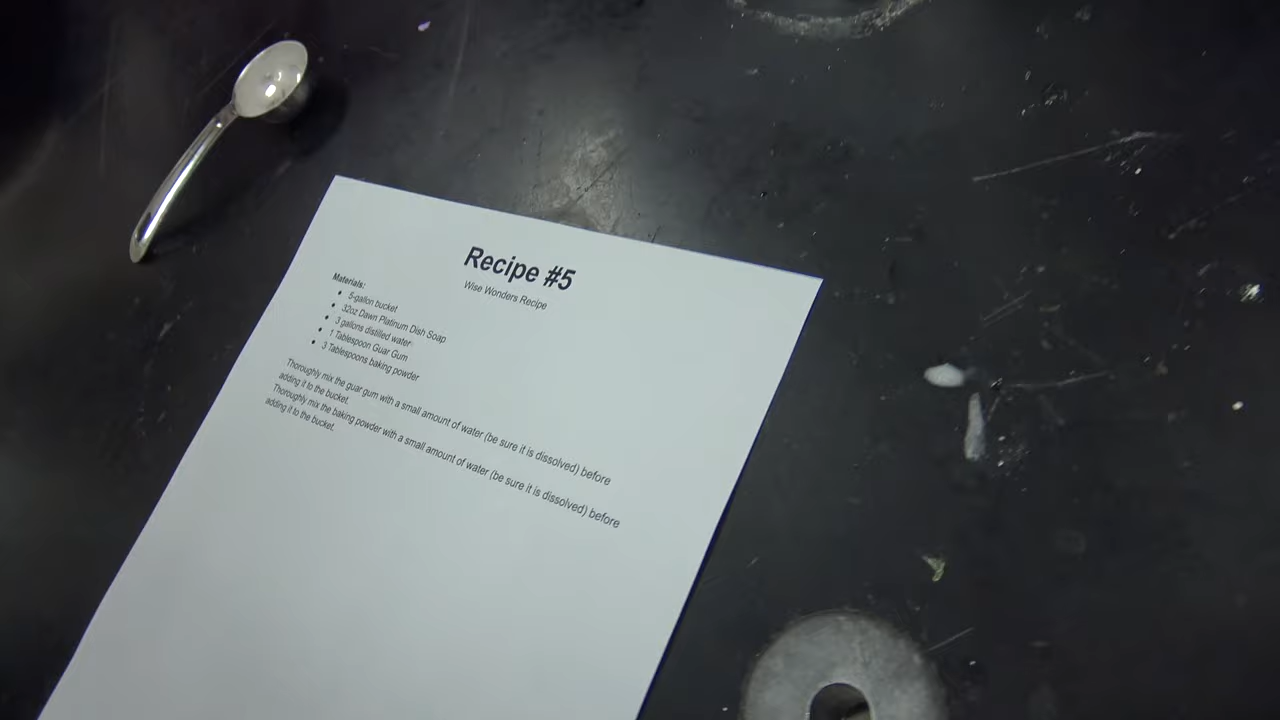 Recipe #5
Wise Wonders Recipe
Materials:
5-gallon bucket
32oz Dawn Platinum Dish Soap
3 gallons distilled water
1 Tablespoon Guar Gum
3 Tablespoons baking powder
Thoroughly mix the guar gum with a small amount of water (be sure it is dissolved) before
adding it to the bucket.
Thoroughly mix the baking powder with a small amount of water (be sure it is dissolved) before
adding it to the bucket.